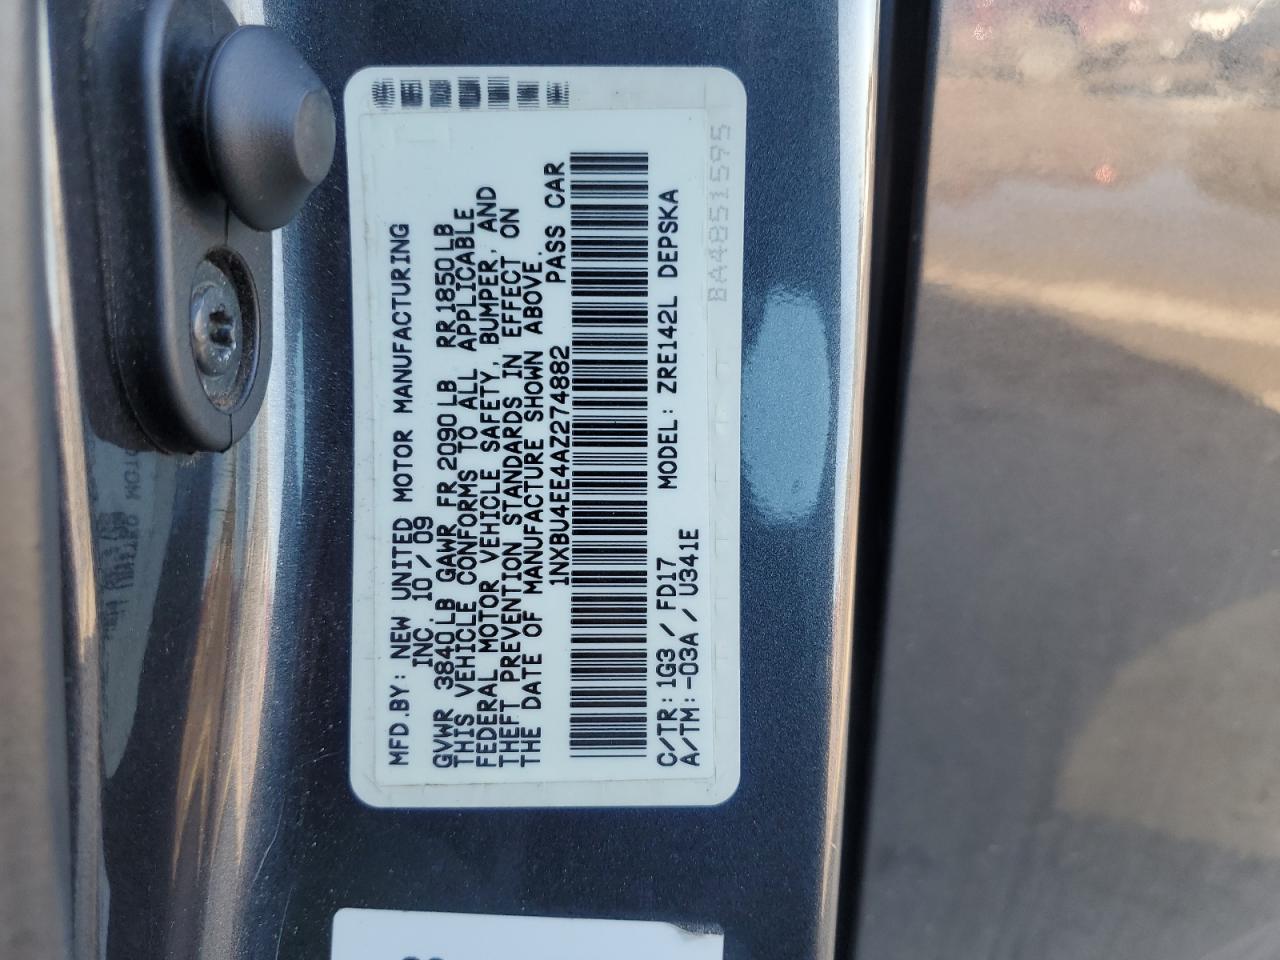 MFD.BY: NEW UNITED MOTOR MANUFACTURING
INC. 10/09
GVWR 3840LB GAWR FR 2090LB RR1850LB
THIS VEHICLE CONFORMS TO ALL APPLICABLE
FEDERAL MOTOR VEHICLE SAFETY, BUMPER, AND
THEFT PREVENTION STANDARDS IN EFFECT ON
THE DATE OF MANUFACTURE SHOWN ABOVE.
1NXBU4EE4AZ274882 PASS CAR
C/TR: 1G3 / FD17 MODEL: ZRE142L DEPSKA
A/TM: -03A / U341E
BA4851595